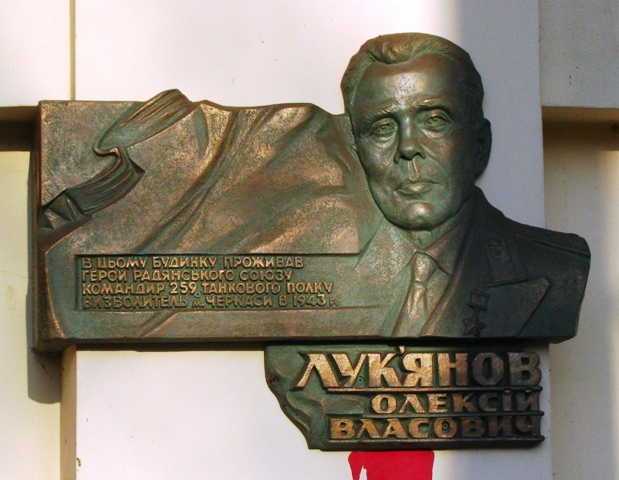 В ЦЬОМУ БУДИНКУ ПРОЖИВАВ
ГЕРОЙ РАДЯНСЬКОГО СОЮЗУ
КОМАНДИР 259 ТАНКОВОГО ПОЛКУ
ВИЗВОЛИТЕЛЬ м. ЧЕРКАСИ В 1943 р.
ЛУК'ЯНОВ
ОЛЕКСІЙ
ВЛАСОВИЧ